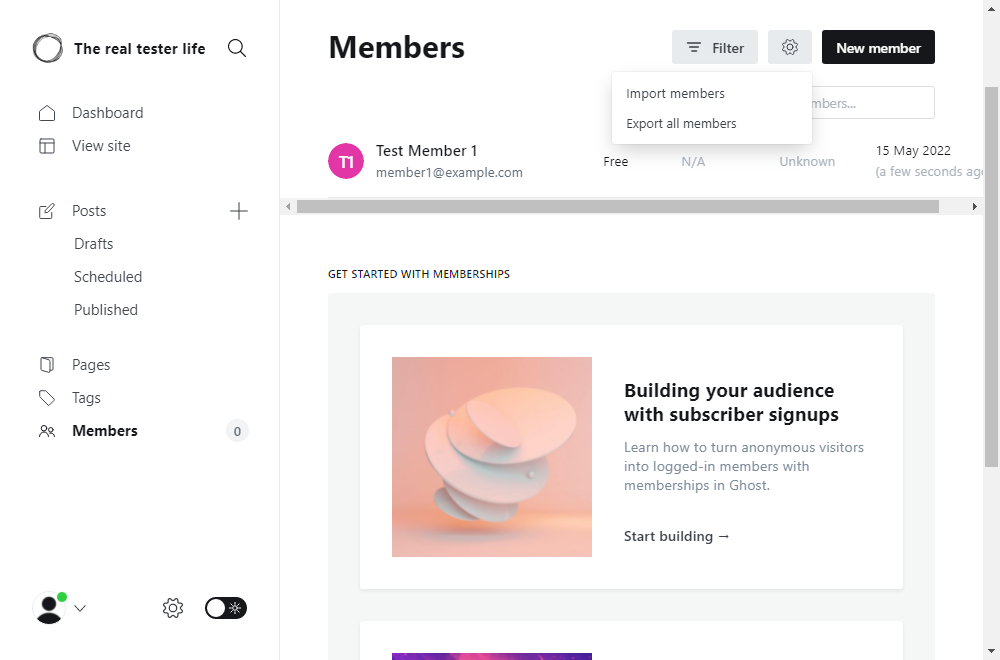 The real tester life
Dashboard
View site
Posts
Drafts
Scheduled
Published
Pages
Tags
Members
0
Members
Filter
New member
Import members
Export all members
mbers...
T1
Test Member 1
member1@example.com
Free
N/A
Unknown
15 May 2022
(a few seconds ago
GET STARTED WITH MEMBERSHIPS
Building your audience
with subscriber signups
Learn how to turn anonymous visitors
into logged-in members with
memberships in Ghost.
Start building →